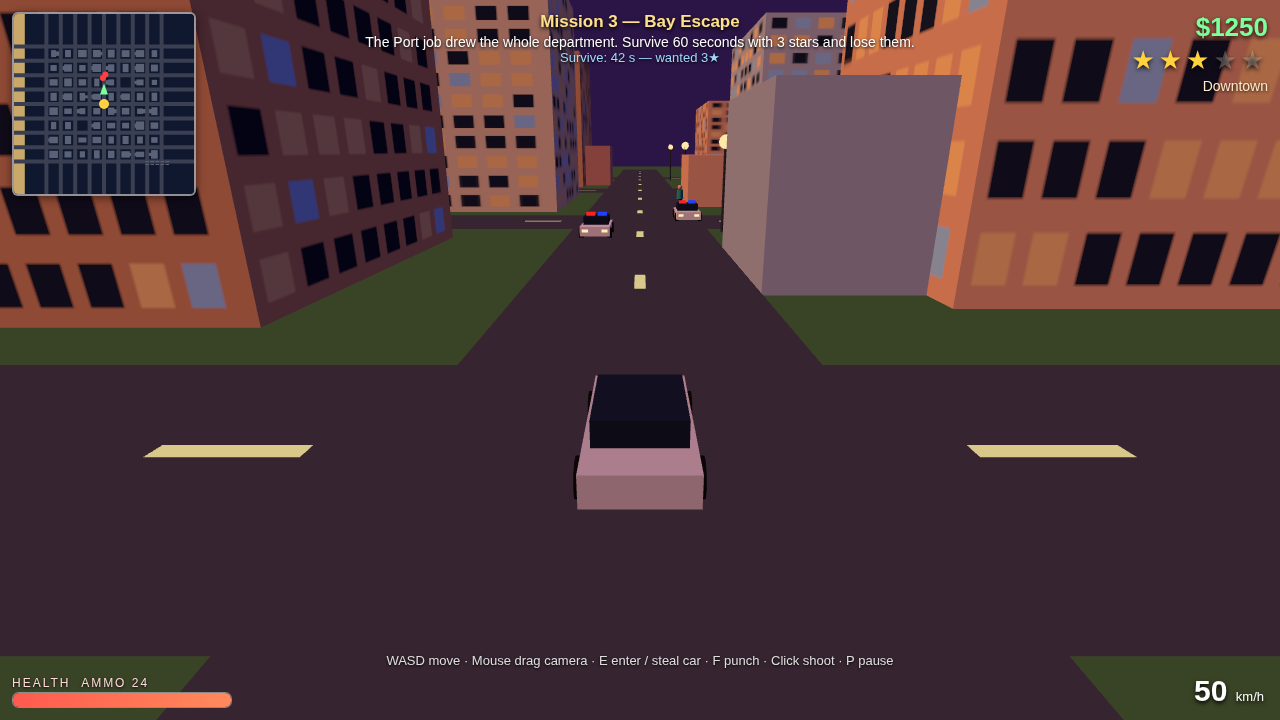 Mission 3 — Bay Escape
The Port job drew the whole department. Survive 60 seconds with 3 stars and lose them.
Survive: 42 s — wanted 3★
$1250
★★★★★
Downtown
WASD move · Mouse drag camera · E enter / steal car · F punch · Click shoot · P pause
HEALTH AMMO 24
50 km/h